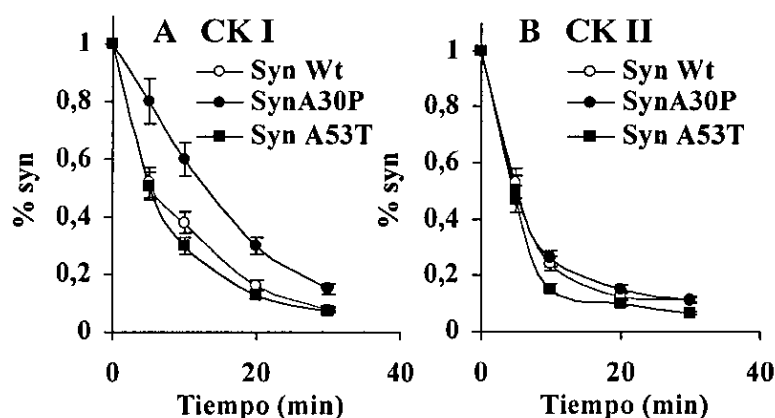 A CK I
Syn Wt
SynA30P
Syn A53T
% syn
1
0,8
0,6
0,4
0,2
0
0
20
40
Tiempo (min)
B CK II
Syn Wt
SynA30P
Syn A53T
% syn
1
0,8
0,6
0,4
0,2
0
0
20
40
Tiempo (min)